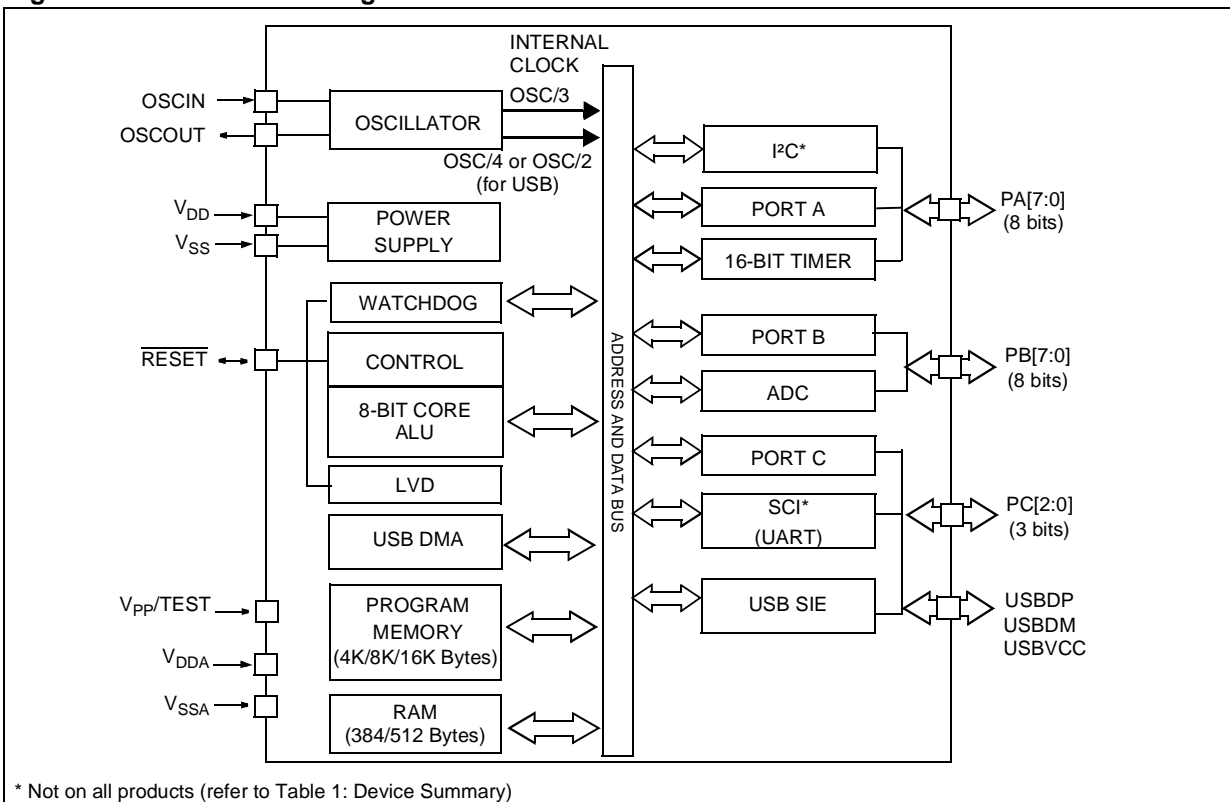 INTERNAL
CLOCK
OSCIN
OSCOUT
OSCILLATOR
OSC/3
OSC/4 or OSC/2
(for USB)
VDD
VSS
POWER
SUPPLY
WATCHDOG
RESET
CONTROL
8-BIT CORE
ALU
LVD
USB DMA
VPP/TEST
VDDA
VSSA
PROGRAM
MEMORY
(4K/8K/16K Bytes)
RAM
(384/512 Bytes)
ADDRESS AND DATA BUS
I²C*
PORT A
16-BIT TIMER
PA[7:0]
(8 bits)
PORT B
ADC
PB[7:0]
(8 bits)
PORT C
SCI*
(UART)
PC[2:0]
(3 bits)
USB SIE
USBDP
USBDM
USBVCC
* Not on all products (refer to Table 1: Device Summary)